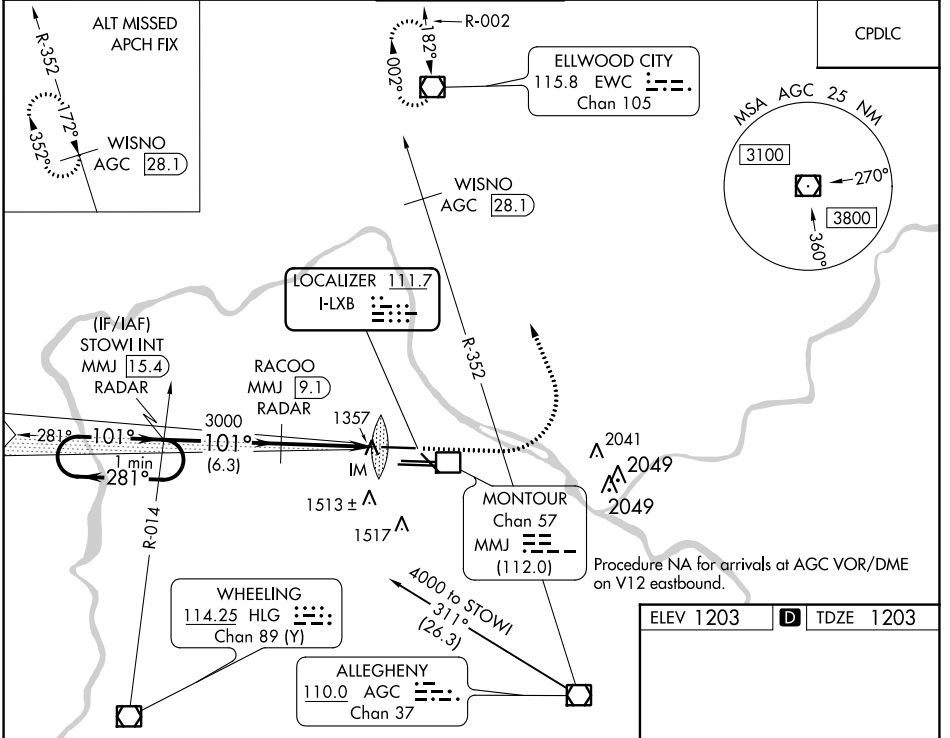 ALT MISSED
APCH FIX
R-352
172°
352°
WISNO
AGC 28.1
R-002
182°
002°
ELLWOOD CITY
115.8 EWC
Chan 105
CPDLC
MSA AGC 25 NM
3100
270°
3800
360°
WISNO
AGC 28.1
LOCALIZER 111.7
I-LXB
R-352
(IF/IAF)
STOWI INT
MMJ 15.4
RADAR
RACOO
MMJ 9.1
RADAR
3000
1357
281°
101°
101°
1 min
(6.3)
281°
IM
2041
2049
2049
1513 ±
1517
MONTOUR
Chan 57
MMJ
(112.0)
R-014
Procedure NA for arrivals at AGC VOR/DME
on V12 eastbound.
4000 to STOWI
311°
(26.3)
WHEELING
114.25 HLG
Chan 89 (Y)
ALLEGHENY
110.0 AGC
Chan 37
ELEV 1203 D TDZE 1203